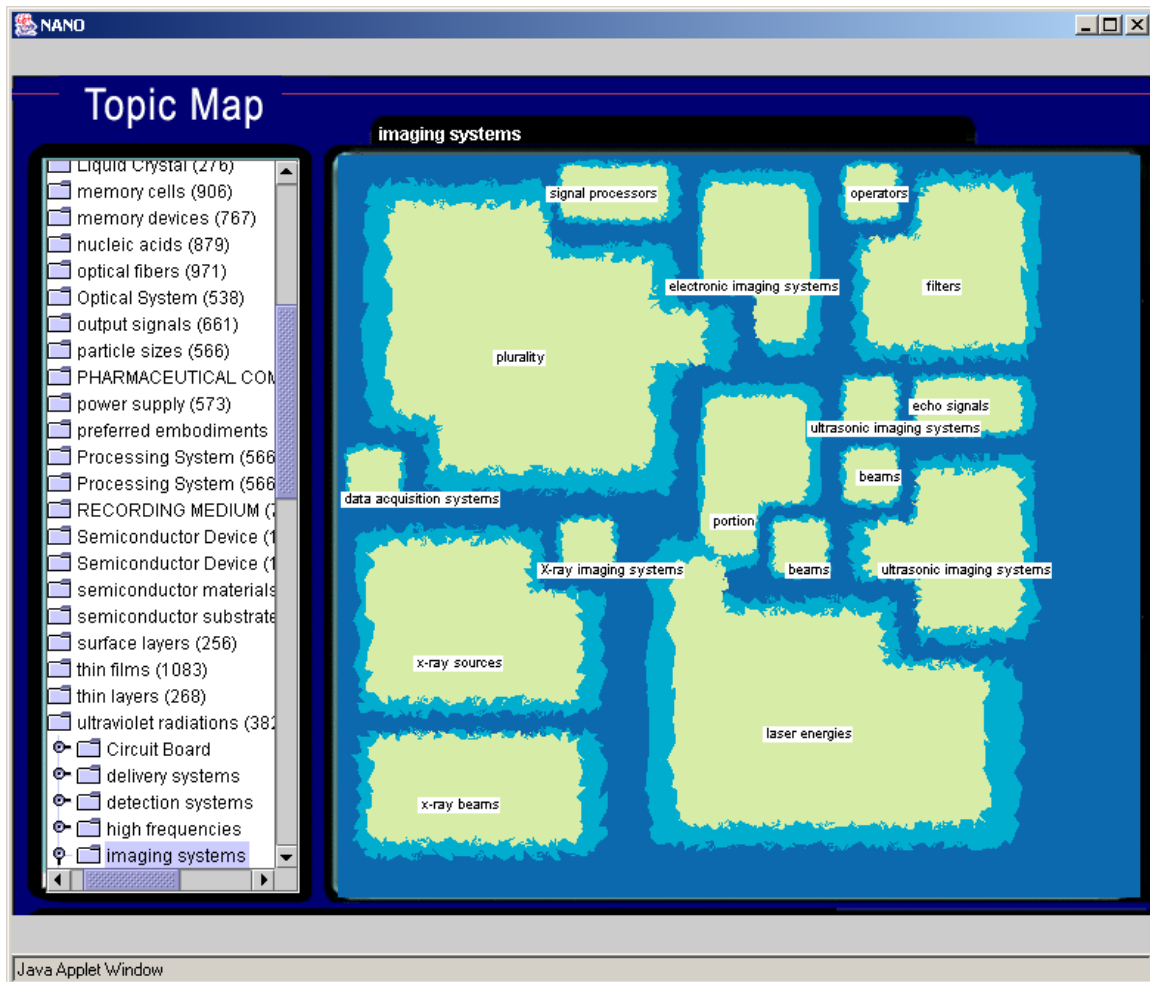 NANO
Topic Map
imaging systems
Liquid Crystal (276)
memory cells (906)
memory devices (767)
nucleic acids (879)
optical fibers (971)
Optical System (538)
output signals (661)
particle sizes (566)
PHARMACEUTICAL COM
power supply (573)
preferred embodiments
Processing System (566
Processing System (566
RECORDING MEDIUM (7
Semiconductor Device (1
Semiconductor Device (1
semiconductor materials
semiconductor substrate
surface layers (256)
thin films (1083)
thin layers (268)
ultraviolet radiations (382
Circuit Board
delivery systems
detection systems
high frequencies
imaging systems
signal processors
operators
electronic imaging systems
filters
plurality
echo signals
ultrasonic imaging systems
beams
data acquisition systems
portion
X-ray imaging systems
beams
ultrasonic imaging systems
x-ray sources
laser energies
x-ray beams
Java Applet Window